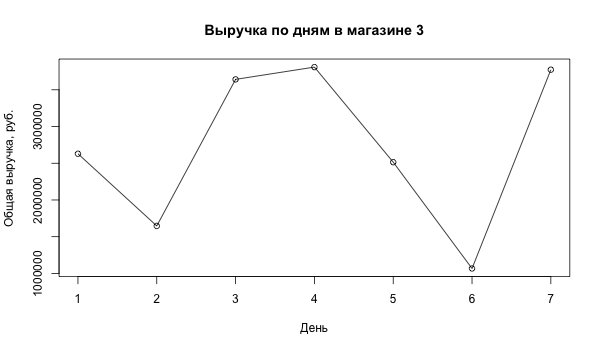 Выручка по дням в магазине 3
Общая выручка, руб.
3000000
2000000
1000000
1 2 3 4 5 6 7
День